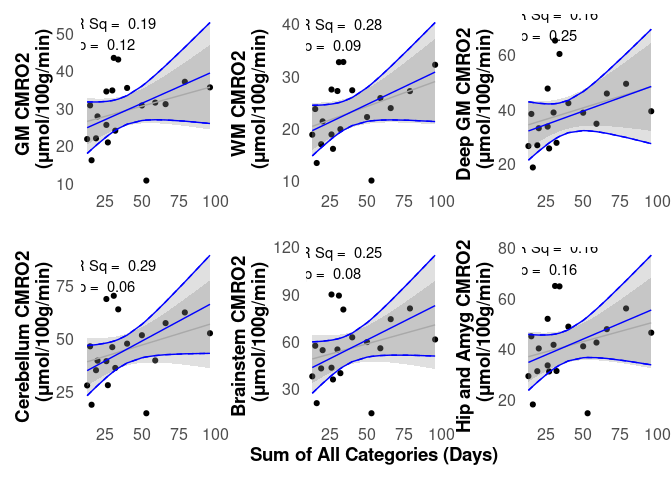 R Sq = 0.19
p = 0.12
GM CMRO2
(µmol/100g/min)
50
40
30
20
10
25 50 75 100
R Sq = 0.28
p = 0.09
WM CMRO2
(µmol/100g/min)
40
30
20
10
25 50 75 100
R Sq = 0.16
p = 0.25
Deep GM CMRO2
(µmol/100g/min)
60
40
20
25 50 75 100
R Sq = 0.29
p = 0.06
Cerebellum CMRO2
(µmol/100g/min)
75
50
25
25 50 75 100
R Sq = 0.25
p = 0.08
Brainstem CMRO2
(µmol/100g/min)
120
90
60
30
25 50 75 100
R Sq = 0.16
p = 0.16
Hip and Amyg CMRO2
(µmol/100g/min)
80
60
40
20
25 50 75 100
Sum of All Categories (Days)